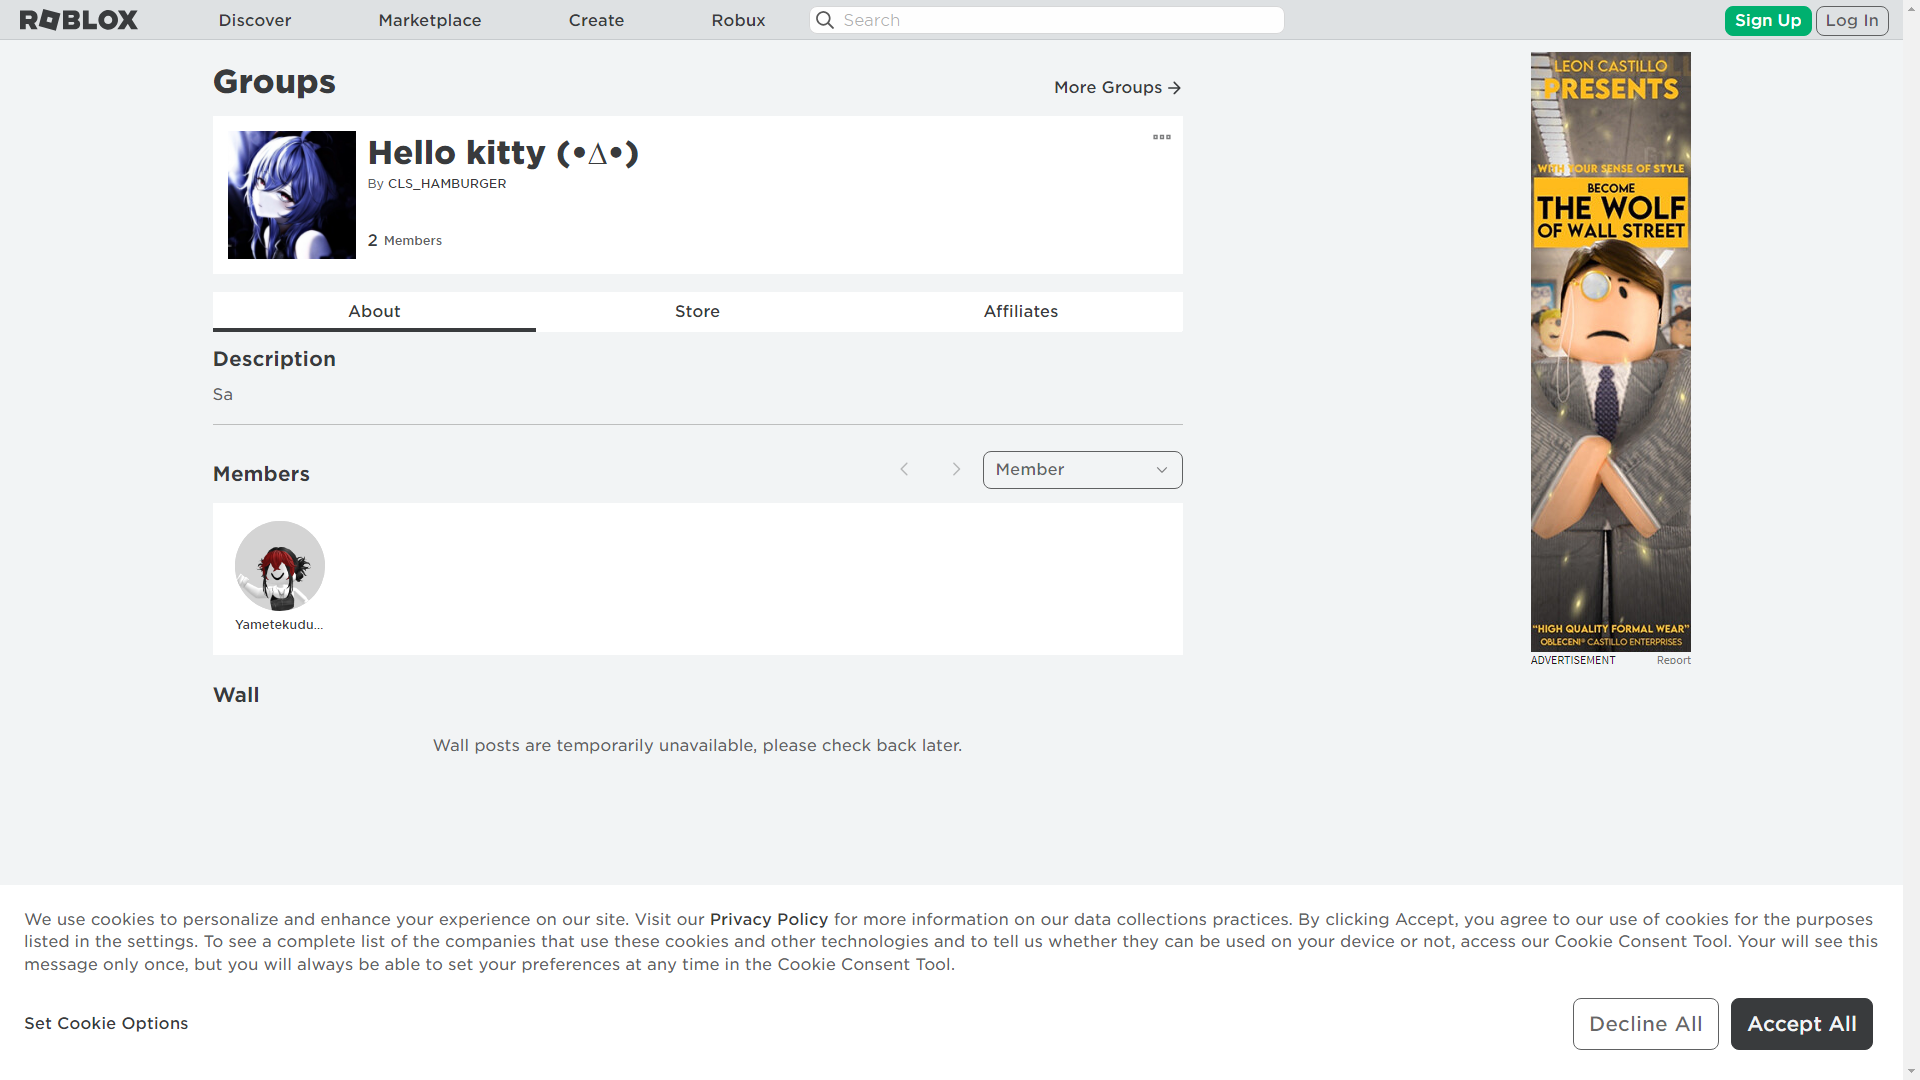 ROBLOX
Discover
Marketplace
Create
Robux
Search
Sign Up
Log In
Groups
More Groups
Hello kitty (•∆•)
By CLS_HAMBURGER
2 Members
About
Store
Affiliates
Description
Sa
Members
Member
Yametekudu...
Wall
Wall posts are temporarily unavailable, please check back later.
LEON CASTILLO
PRESENTS
WITH YOUR SENSE OF STYLE
BECOME
THE WOLF
OF WALL STREET
“HIGH QUALITY FORMAL WEAR”
OBLECENI® CASTILLO ENTERPRISES
ADVERTISEMENT
Report
We use cookies to personalize and enhance your experience on our site. Visit our Privacy Policy for more information on our data collections practices. By clicking Accept, you agree to our use of cookies for the purposes
listed in the settings. To see a complete list of the companies that use these cookies and other technologies and to tell us whether they can be used on your device or not, access our Cookie Consent Tool. Your will see this
message only once, but you will always be able to set your preferences at any time in the Cookie Consent Tool.
Set Cookie Options
Decline All
Accept All